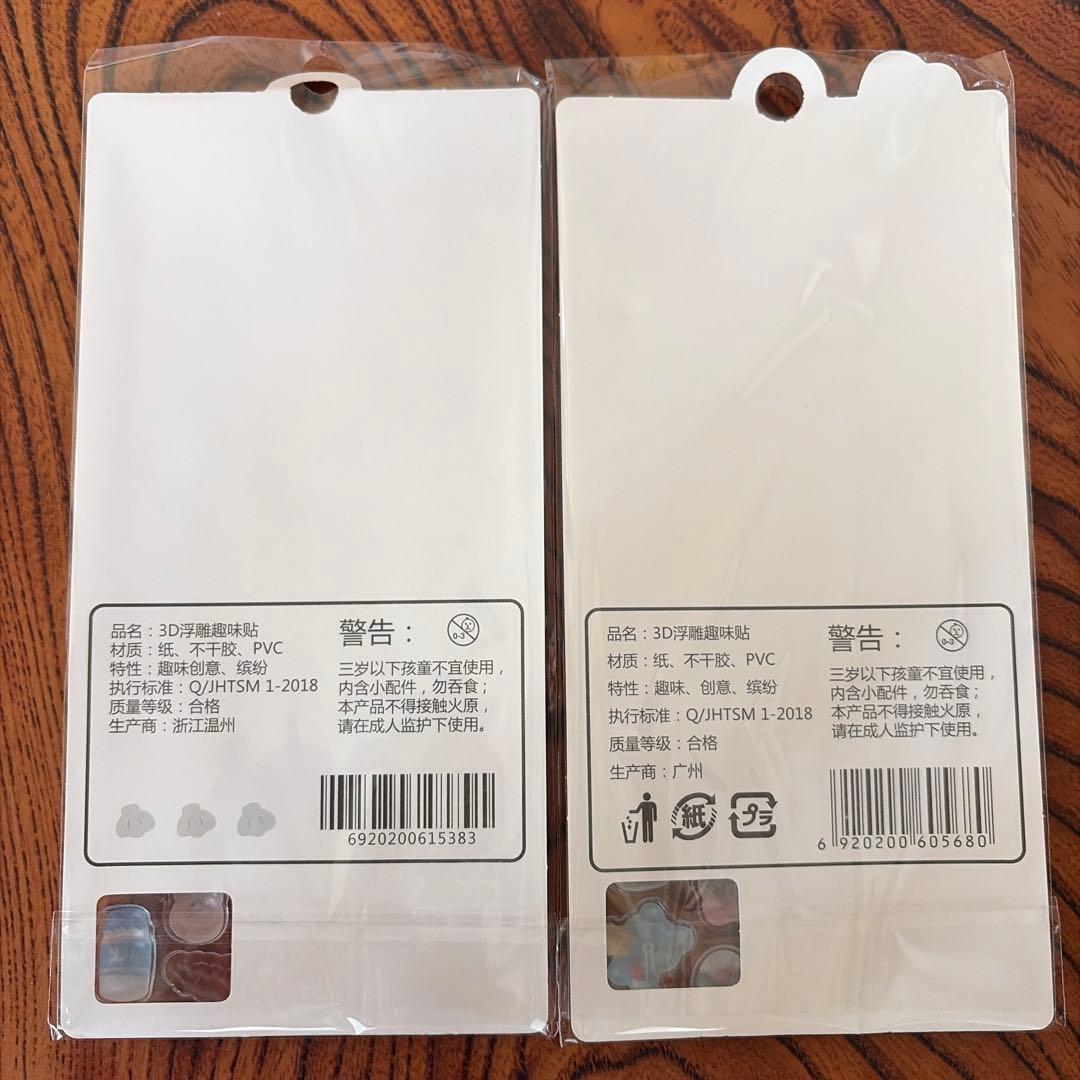 品名：3D浮雕趣味贴
材质：纸、不干胶、PVC
特性：趣味创意、缤纷
执行标准：Q/JHTSM 1-2018
质量等级：合格
生产商：浙江温州
警告：
0-3
三岁以下孩童不宜使用，
内含小配件，勿吞食；
本产品不得接触火原，
请在成人监护下使用。
6920200615383
品名：3D浮雕趣味贴
材质：纸、不干胶、PVC
特性：趣味、创意、缤纷
执行标准：Q/JHTSM 1-2018
质量等级：合格
生产商：广州
警告：
0-3
三岁以下孩童不宜使用，
内含小配件，勿吞食；
本产品不得接触火原，
请在成人监护下使用。
紙
プラ
6 920200 605680